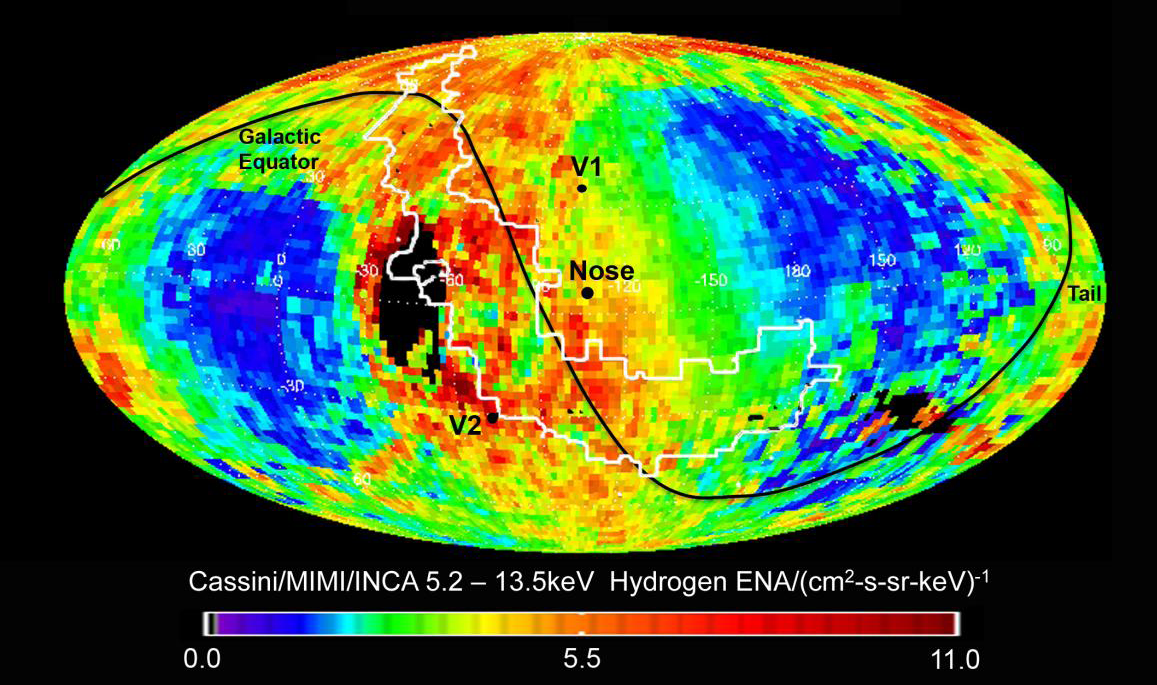 Galactic
Equator
30
V1
60
30
0
0
-30
-60
Nose
-120
-150
180
150
120
90
Tail
-30
V2
60
Cassini/MIMI/INCA 5.2 – 13.5keV Hydrogen ENA/(cm²-s-sr-keV)⁻¹
0.0
5.5
11.0